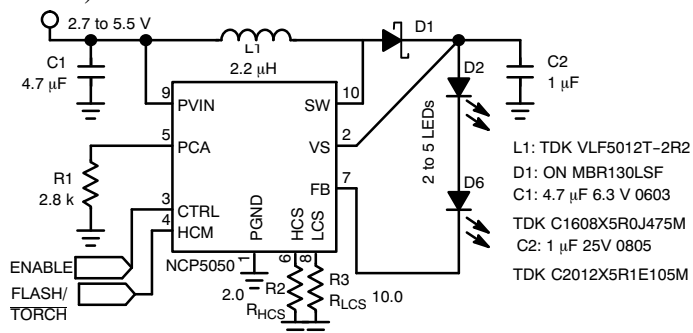 2.7 to 5.5 V
C1
4.7 μF
L1
2.2 μH
D1
D2
C2
1 μF
9
PVIN
SW
10
5
PCA
VS
2
2 to 5 LEDs
R1
2.8 k
FB
7
D6
3
CTRL
4
HCM
PGND
HCS
LCS
1
6
8
NCP5050
ENABLE
FLASH/
TORCH
2.0
R2
RHCS
R3
RLCS
10.0
L1: TDK VLF5012T-2R2
D1: ON MBR130LSF
C1: 4.7 μF 6.3 V 0603
TDK C1608X5R0J475M
C2: 1 μF 25V 0805
TDK C2012X5R1E105M